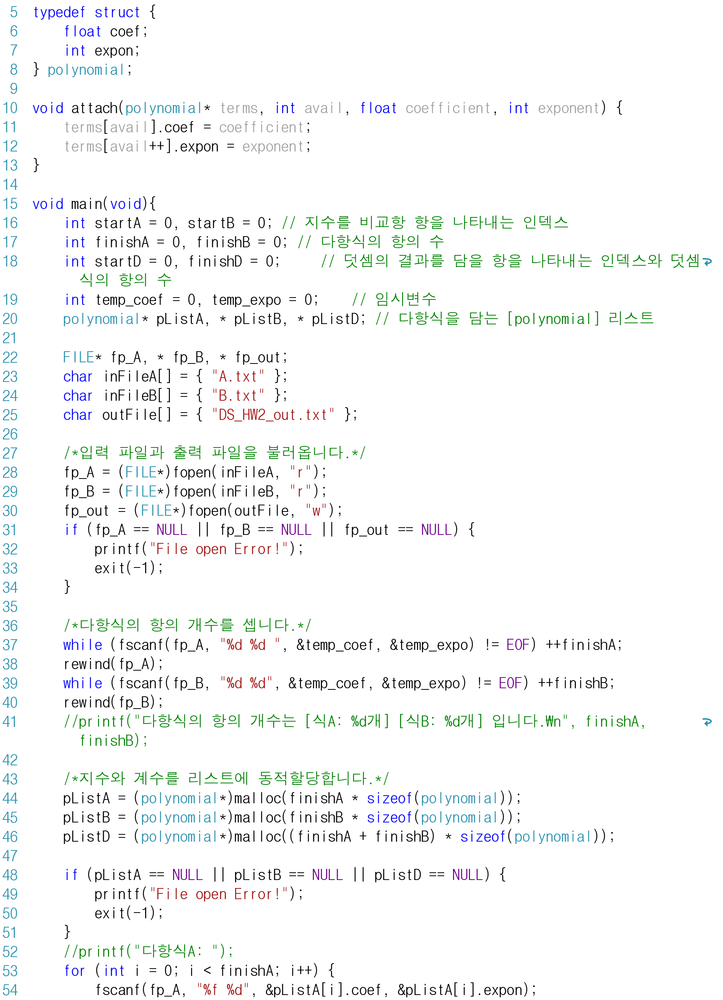 5 typedef struct {
6     float coef;
7     int expon;
8 } polynomial;
9
10 void attach(polynomial* terms, int avail, float coefficient, int exponent) {
11     terms[avail].coef = coefficient;
12     terms[avail++].expon = exponent;
13 }
14
15 void main(void){
16     int startA = 0, startB = 0; // 지수를 비교항 항을 나타내는 인덱스
17     int finishA = 0, finishB = 0; // 다항식의 항의 수
18     int startD = 0, finishD = 0;     // 덧셈의 결과를 담을 항을 나타내는 인덱스와 덧셈
식의 항의 수
19     int temp_coef = 0, temp_expo = 0;    // 임시변수
20     polynomial* pListA, * pListB, * pListD; // 다항식을 담는 [polynomial] 리스트
21
22     FILE* fp_A, * fp_B, * fp_out;
23     char inFileA[] = { "A.txt" };
24     char inFileB[] = { "B.txt" };
25     char outFile[] = { "DS_HW2_out.txt" };
26
27     /*입력 파일과 출력 파일을 불러옵니다.*/
28     fp_A = (FILE*)fopen(inFileA, "r");
29     fp_B = (FILE*)fopen(inFileB, "r");
30     fp_out = (FILE*)fopen(outFile, "w");
31     if (fp_A == NULL || fp_B == NULL || fp_out == NULL) {
32         printf("File open Error!");
33         exit(-1);
34     }
35
36     /*다항식의 항의 개수를 셉니다.*/
37     while (fscanf(fp_A, "%d %d ", &temp_coef, &temp_expo) != EOF) ++finishA;
38     rewind(fp_A);
39     while (fscanf(fp_B, "%d %d", &temp_coef, &temp_expo) != EOF) ++finishB;
40     rewind(fp_B);
41     //printf("다항식의 항의 개수는 [식A: %d개] [식B: %d개] 입니다.₩n", finishA,
finishB);
42
43     /*지수와 계수를 리스트에 동적할당합니다.*/
44     pListA = (polynomial*)malloc(finishA * sizeof(polynomial));
45     pListB = (polynomial*)malloc(finishB * sizeof(polynomial));
46     pListD = (polynomial*)malloc((finishA + finishB) * sizeof(polynomial));
47
48     if (pListA == NULL || pListB == NULL || pListD == NULL) {
49         printf("File open Error!");
50         exit(-1);
51     }
52     //printf("다항식A: ");
53     for (int i = 0; i < finishA; i++) {
54         fscanf(fp_A, "%f %d", &pListA[i].coef, &pListA[i].expon);